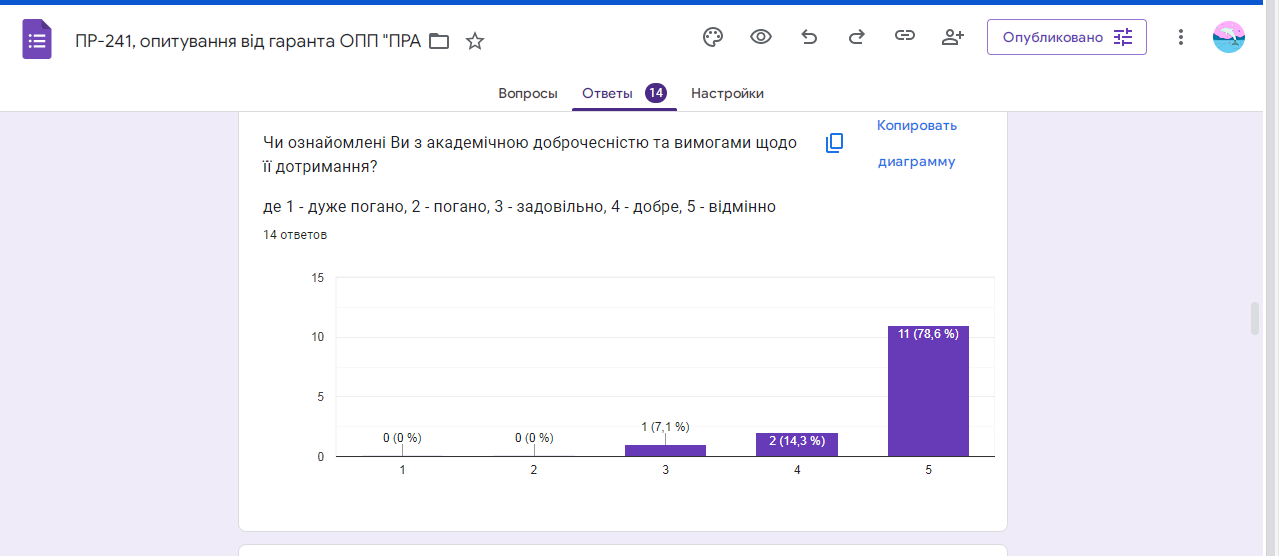 ПР-241, опитування від гаранта ОПП "ПРА
Опубликовано
Вопросы Ответы 14 Настройки
Чи ознайомлені Ви з академічною доброчесністю та вимогами щодо
її дотримання?
Копировать
диаграмму
де 1 - дуже погано, 2 - погано, 3 - задовільно, 4 - добре, 5 - відмінно
14 ответов
15
10
5
0
0 (0 %) 0 (0 %) 1 (7,1 %) 2 (14,3 %) 11 (78,6 %)
1 2 3 4 5